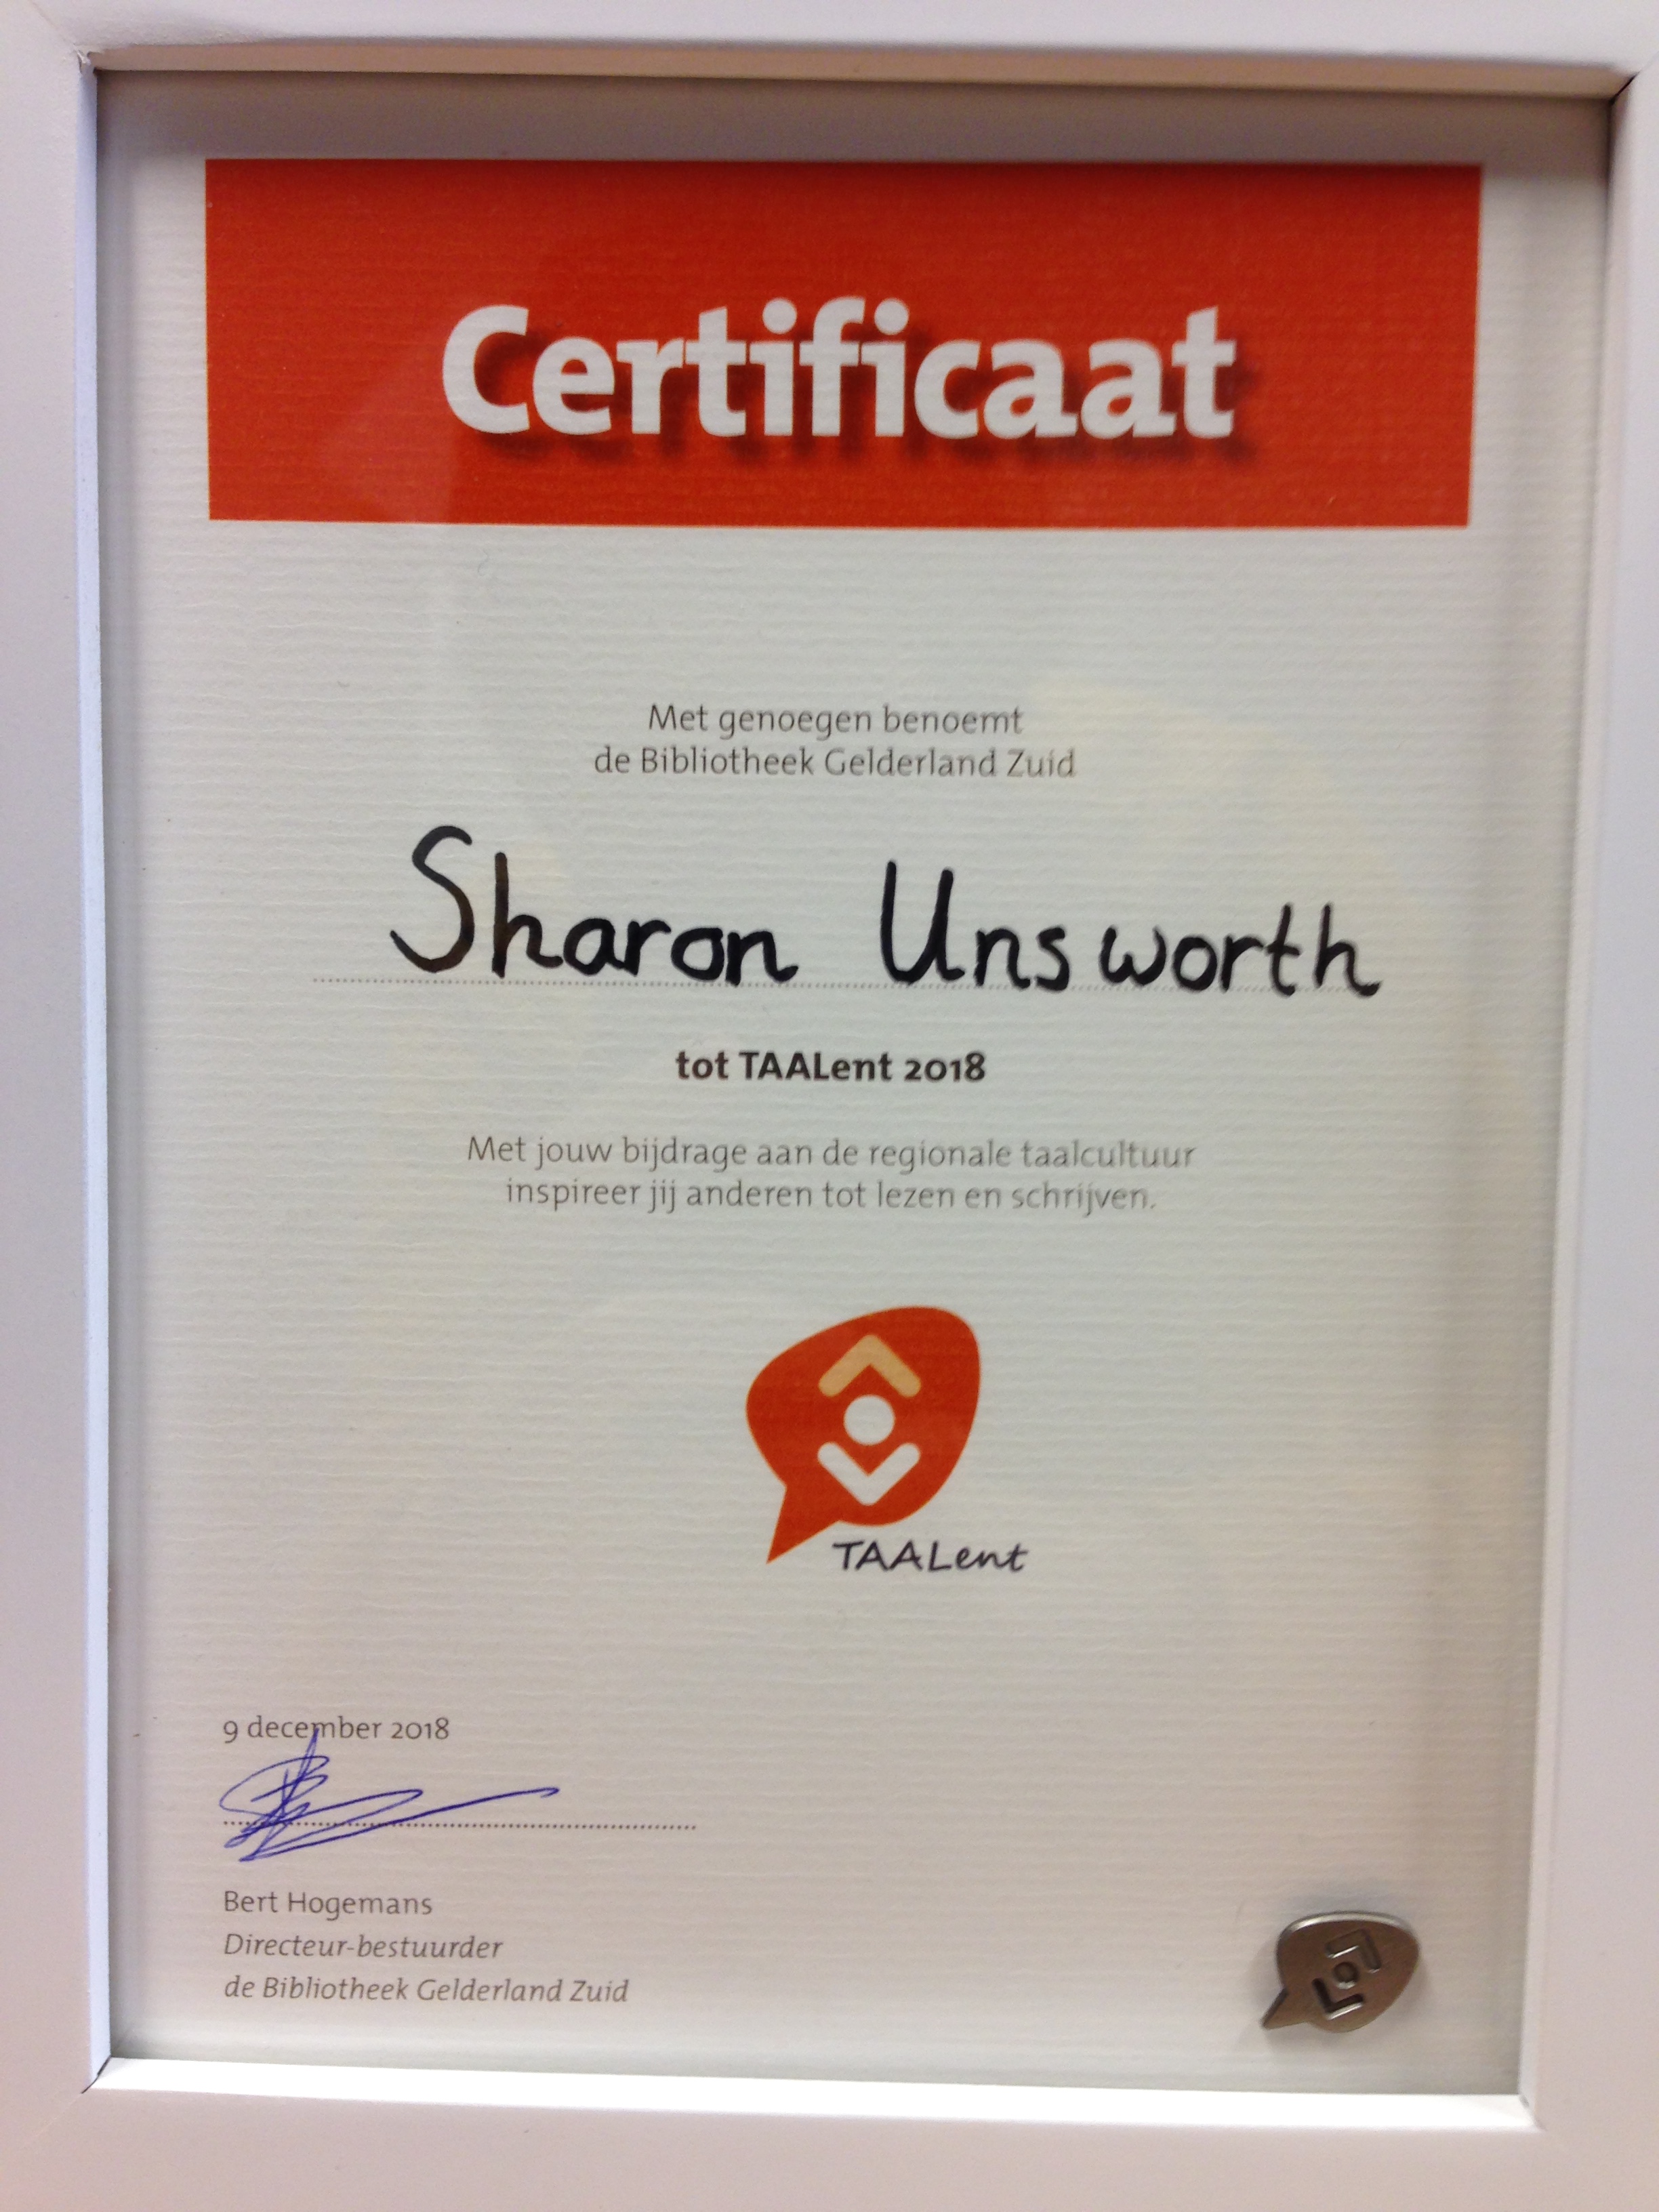 Certificaat
Met genoegen benoemt
de Bibliotheek Gelderland Zuid
Sharon Unsworth
tot TAALent 2018
Met jouw bijdrage aan de regionale taalcultuur
inspireer jij anderen tot lezen en schrijven.
TAALent
9 december 2018
Bert Hogemans
Directeur-bestuurder
de Bibliotheek Gelderland Zuid